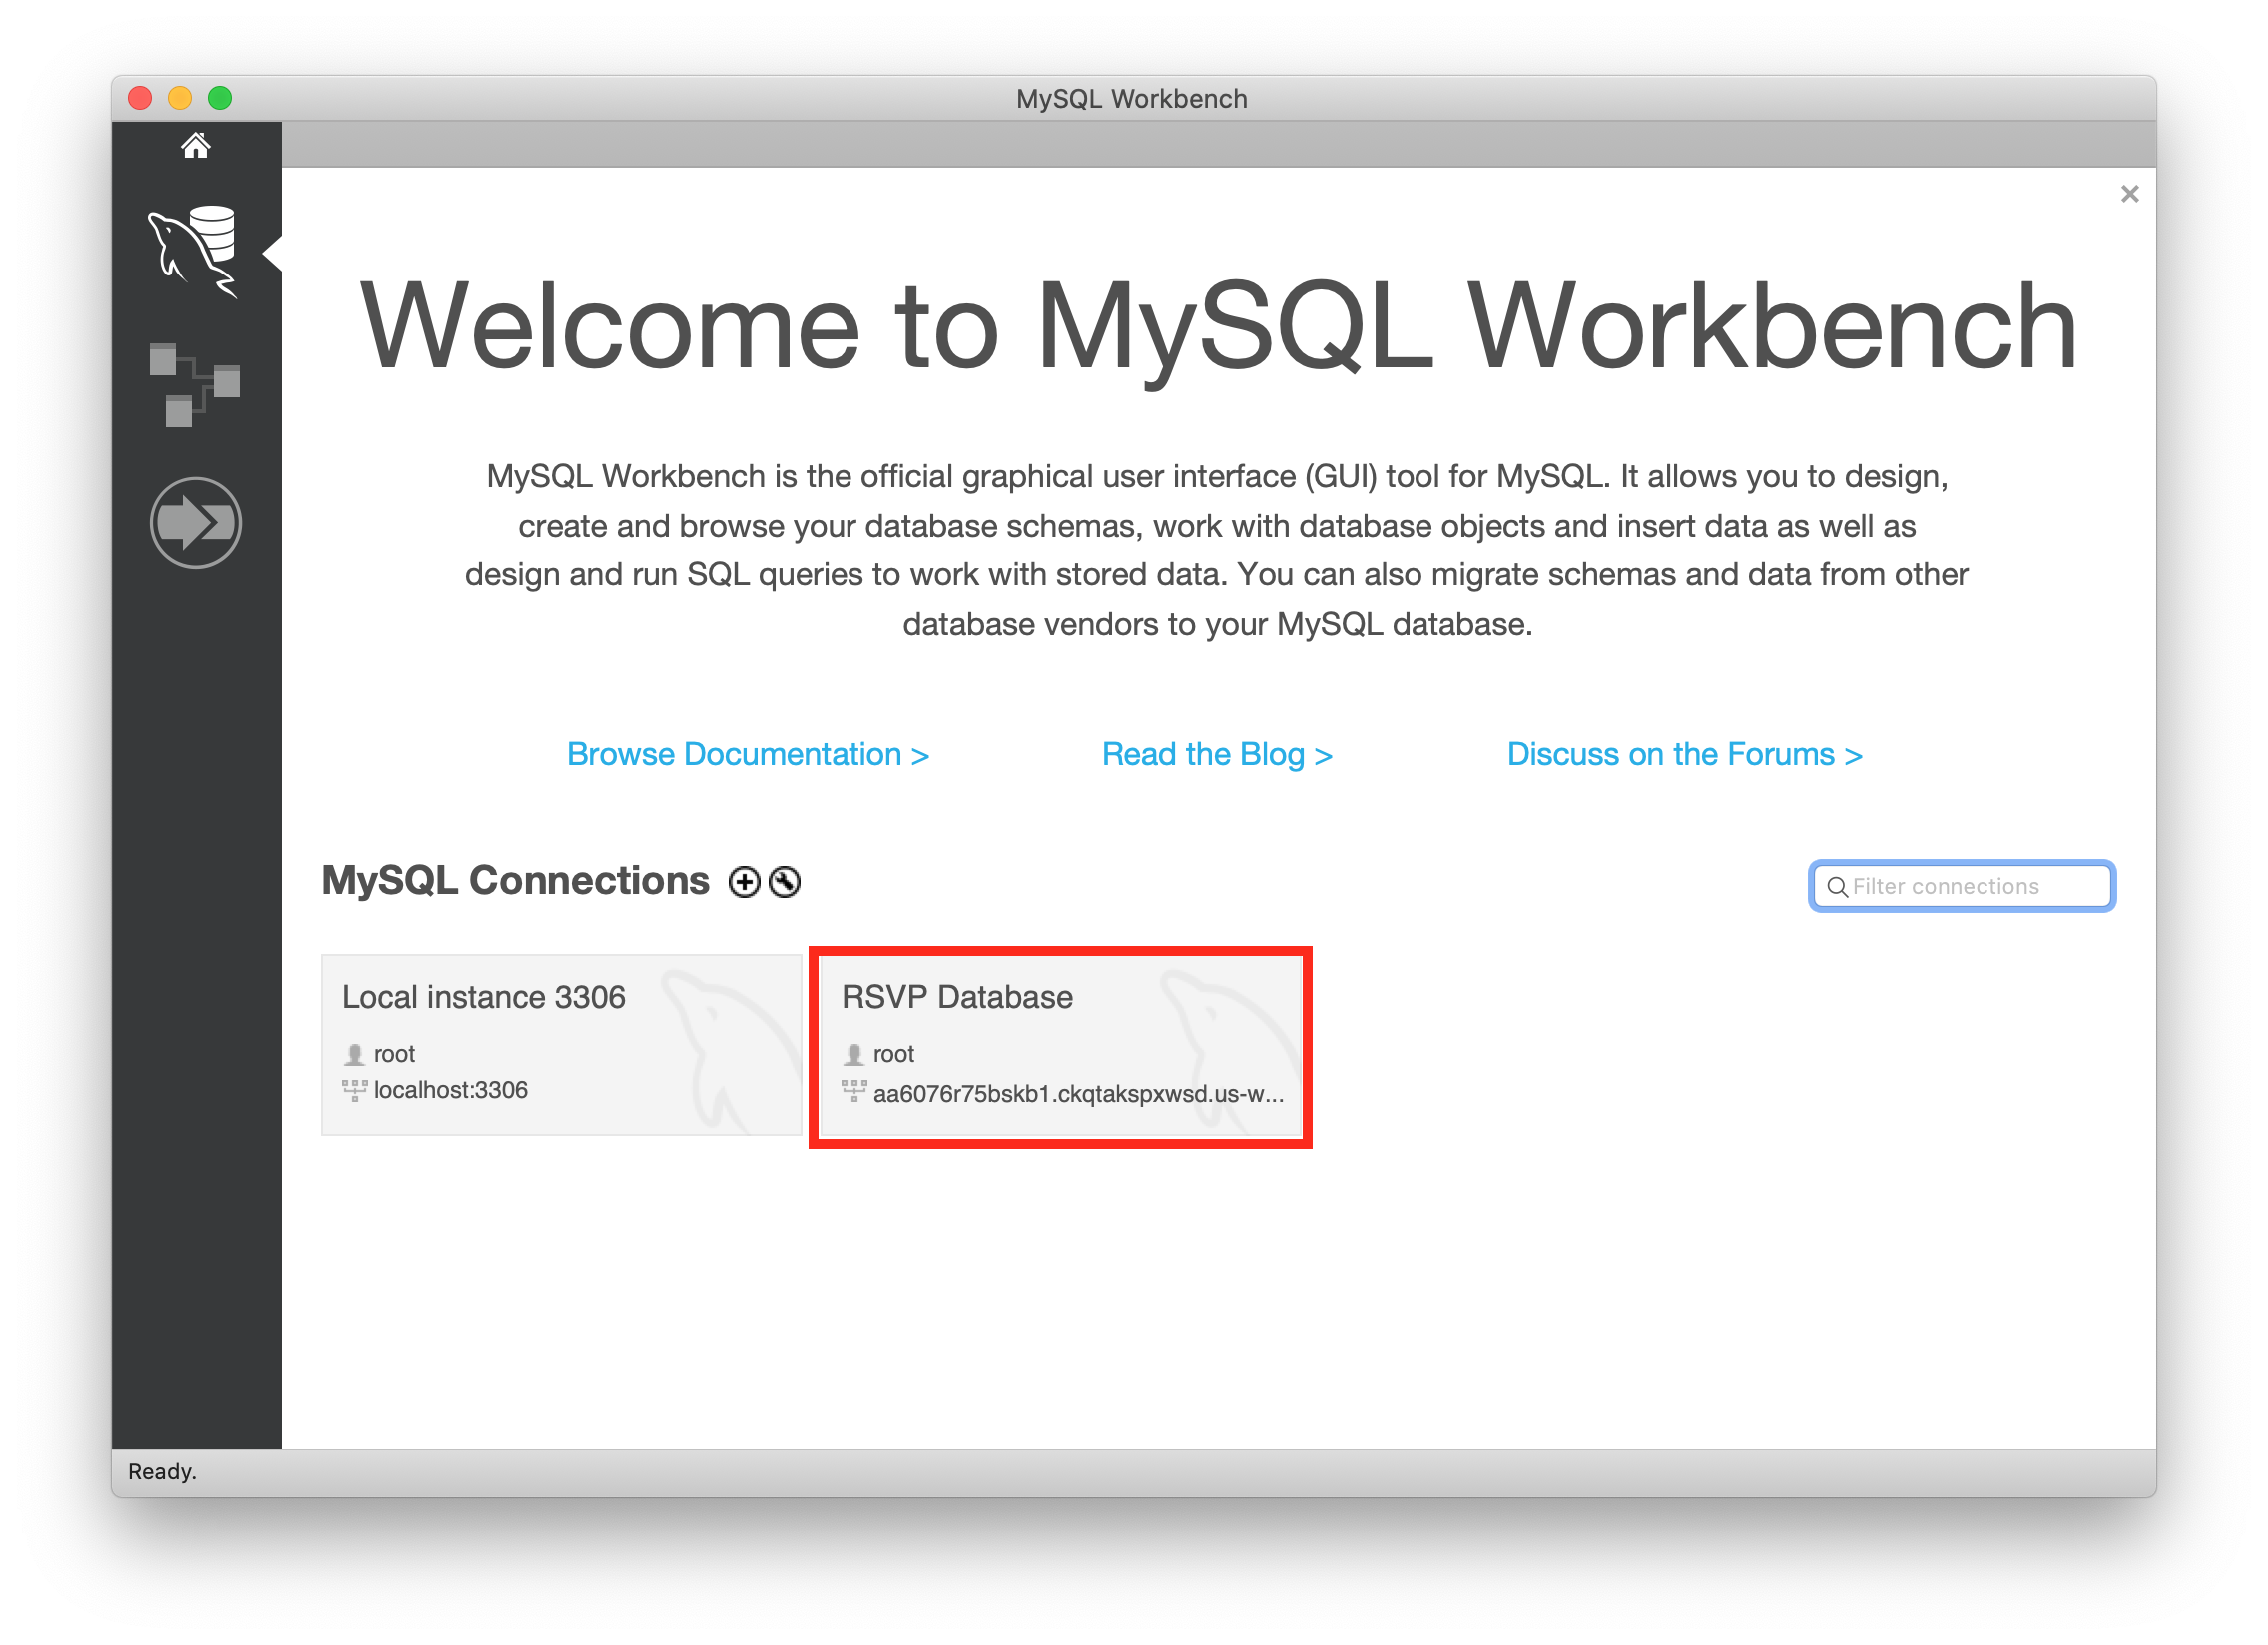 MySQL Workbench
Welcome to MySQL Workbench
MySQL Workbench is the official graphical user interface (GUI) tool for MySQL. It allows you to design,
create and browse your database schemas, work with database objects and insert data as well as
design and run SQL queries to work with stored data. You can also migrate schemas and data from other
database vendors to your MySQL database.
Browse Documentation >
Read the Blog >
Discuss on the Forums >
MySQL Connections
Filter connections
Local instance 3306
root
localhost:3306
RSVP Database
root
aa6076r75bskb1.ckqtakspxwsd.us-w...
Ready.